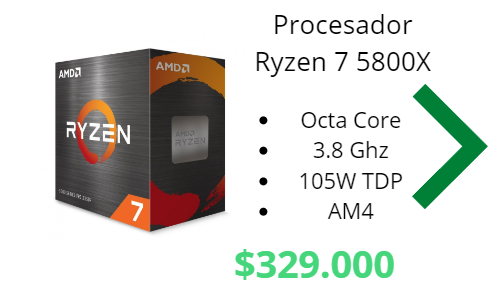 Procesador
Ryzen 7 5800X
AMD
AMD
RYZEN
AMD
RYZEN
7
• Octa Core
• 3.8 Ghz
• 105W TDP
• AM4
$329.000